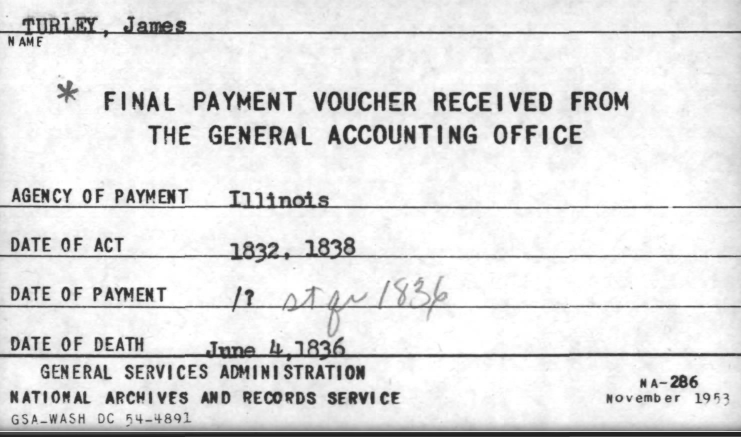 TURLEY, James
NAME
* FINAL PAYMENT VOUCHER RECEIVED FROM
THE GENERAL ACCOUNTING OFFICE
AGENCY OF PAYMENT Illinois
DATE OF ACT 1832, 1838
DATE OF PAYMENT /? st qr 1836
DATE OF DEATH June 4, 1836
GENERAL SERVICES ADMINISTRATION
NATIONAL ARCHIVES AND RECORDS SERVICE
GSA-WASH DC 54-4891
NA-286
November 1953